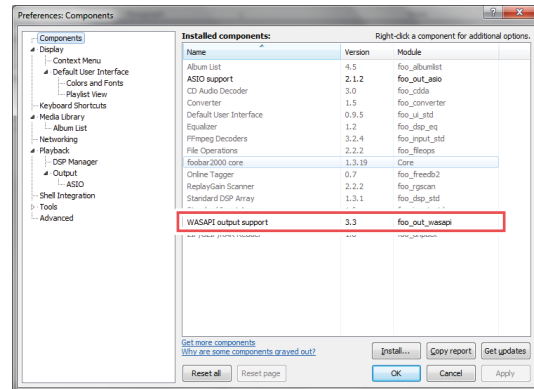 Preferences: Components
Components
Display
Context Menu
Default User Interface
Colors and Fonts
Playlist View
Keyboard Shortcuts
Media Library
Album List
Networking
Playback
DSP Manager
Output
ASIO
Shell Integration
Tools
Advanced
Installed components: Right-click a component for additional options.
Name Version Module
Album List 4.5 foo_albumlist
ASIO support 2.1.2 foo_out_asio
CD Audio Decoder 3.0 foo_cdda
Converter 1.5 foo_converter
Default User Interface 0.9.5 foo_ui_std
Equalizer 1.2 foo_dsp_eq
FFmpeg Decoders 3.2.4 foo_input_std
File Operations 2.2.2 foo_fileops
foobar2000 core 1.3.19 Core
Online Tagger 0.7 foo_freedb2
ReplayGain Scanner 2.2.2 foo_rgscan
Standard DSP Array 1.3.1 foo_dsp_std
WASAPI output support 3.3 foo_out_wasapi
Get more components
Why are some components grayed out?
Install... Copy report Get updates
Reset all Reset page OK Cancel Apply